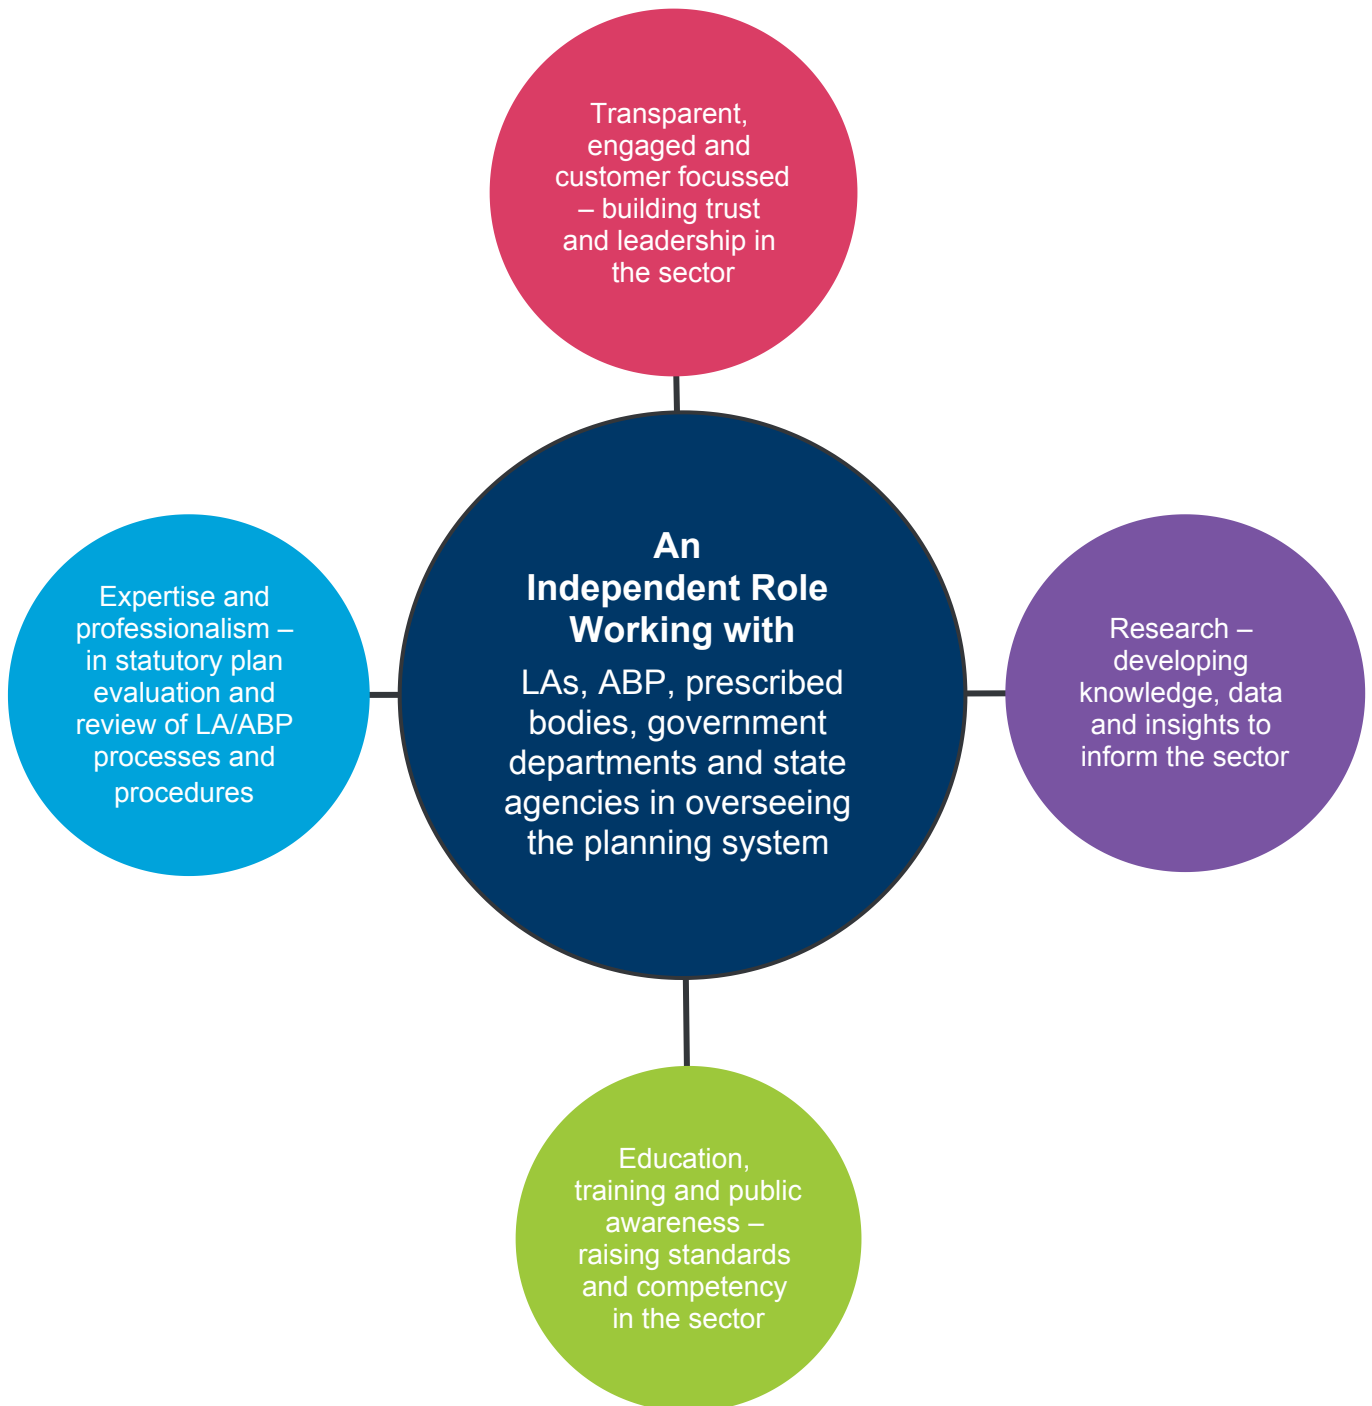 Transparent,
engaged and
customer focussed
– building trust
and leadership in
the sector
Expertise and
professionalism –
in statutory plan
evaluation and
review of LA/ABP
processes and
procedures
An
Independent Role
Working with
LAs, ABP, prescribed
bodies, government
departments and state
agencies in overseeing
the planning system
Research –
developing
knowledge, data
and insights to
inform the sector
Education,
training and public
awareness –
raising standards
and competency
in the sector